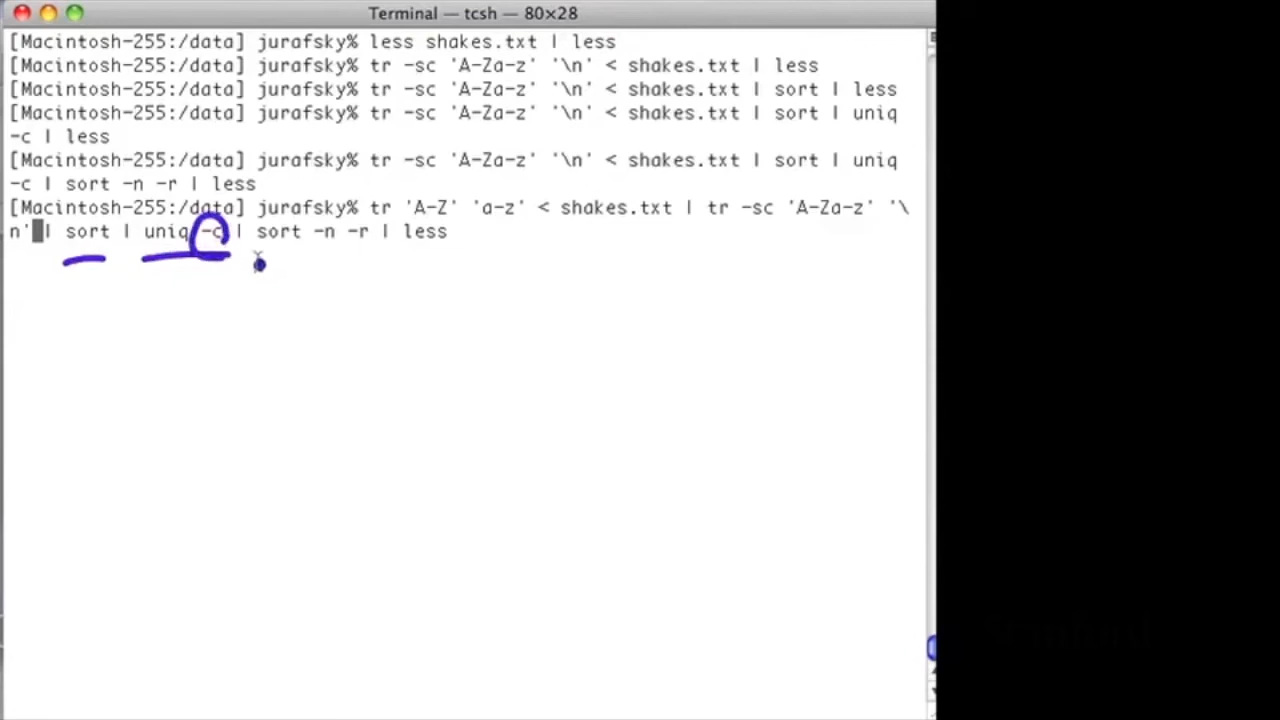 Terminal — tcsh — 80×28
[Macintosh-255:/data] jurafsky% less shakes.txt | less
[Macintosh-255:/data] jurafsky% tr -sc 'A-Za-z' '\n' < shakes.txt | less
[Macintosh-255:/data] jurafsky% tr -sc 'A-Za-z' '\n' < shakes.txt | sort | less
[Macintosh-255:/data] jurafsky% tr -sc 'A-Za-z' '\n' < shakes.txt | sort | uniq
-c | less
[Macintosh-255:/data] jurafsky% tr -sc 'A-Za-z' '\n' < shakes.txt | sort | uniq
-c | sort -n -r | less
[Macintosh-255:/data] jurafsky% tr 'A-Z' 'a-z' < shakes.txt | tr -sc 'A-Za-z' '\
n' | sort | uniq -c | sort -n -r | less